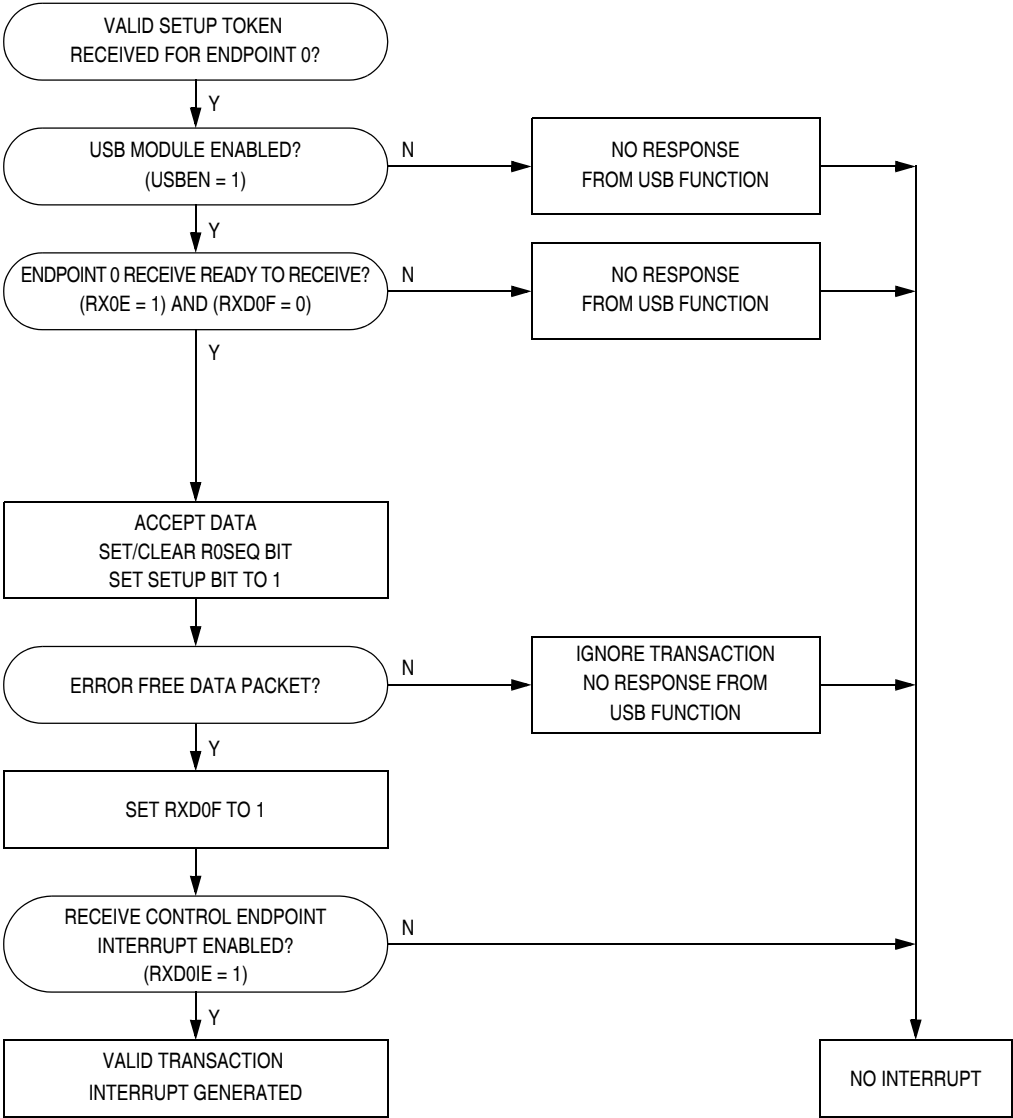 VALID SETUP TOKEN
RECEIVED FOR ENDPOINT 0?
Y
USB MODULE ENABLED?
(USBEN = 1)
N
NO RESPONSE
FROM USB FUNCTION
Y
ENDPOINT 0 RECEIVE READY TO RECEIVE?
(RX0E = 1) AND (RXD0F = 0)
N
NO RESPONSE
FROM USB FUNCTION
Y
ACCEPT DATA
SET/CLEAR R0SEQ BIT
SET SETUP BIT TO 1
ERROR FREE DATA PACKET?
N
IGNORE TRANSACTION
NO RESPONSE FROM
USB FUNCTION
Y
SET RXD0F TO 1
RECEIVE CONTROL ENDPOINT
INTERRUPT ENABLED?
(RXD0IE = 1)
N
Y
VALID TRANSACTION
INTERRUPT GENERATED
NO INTERRUPT